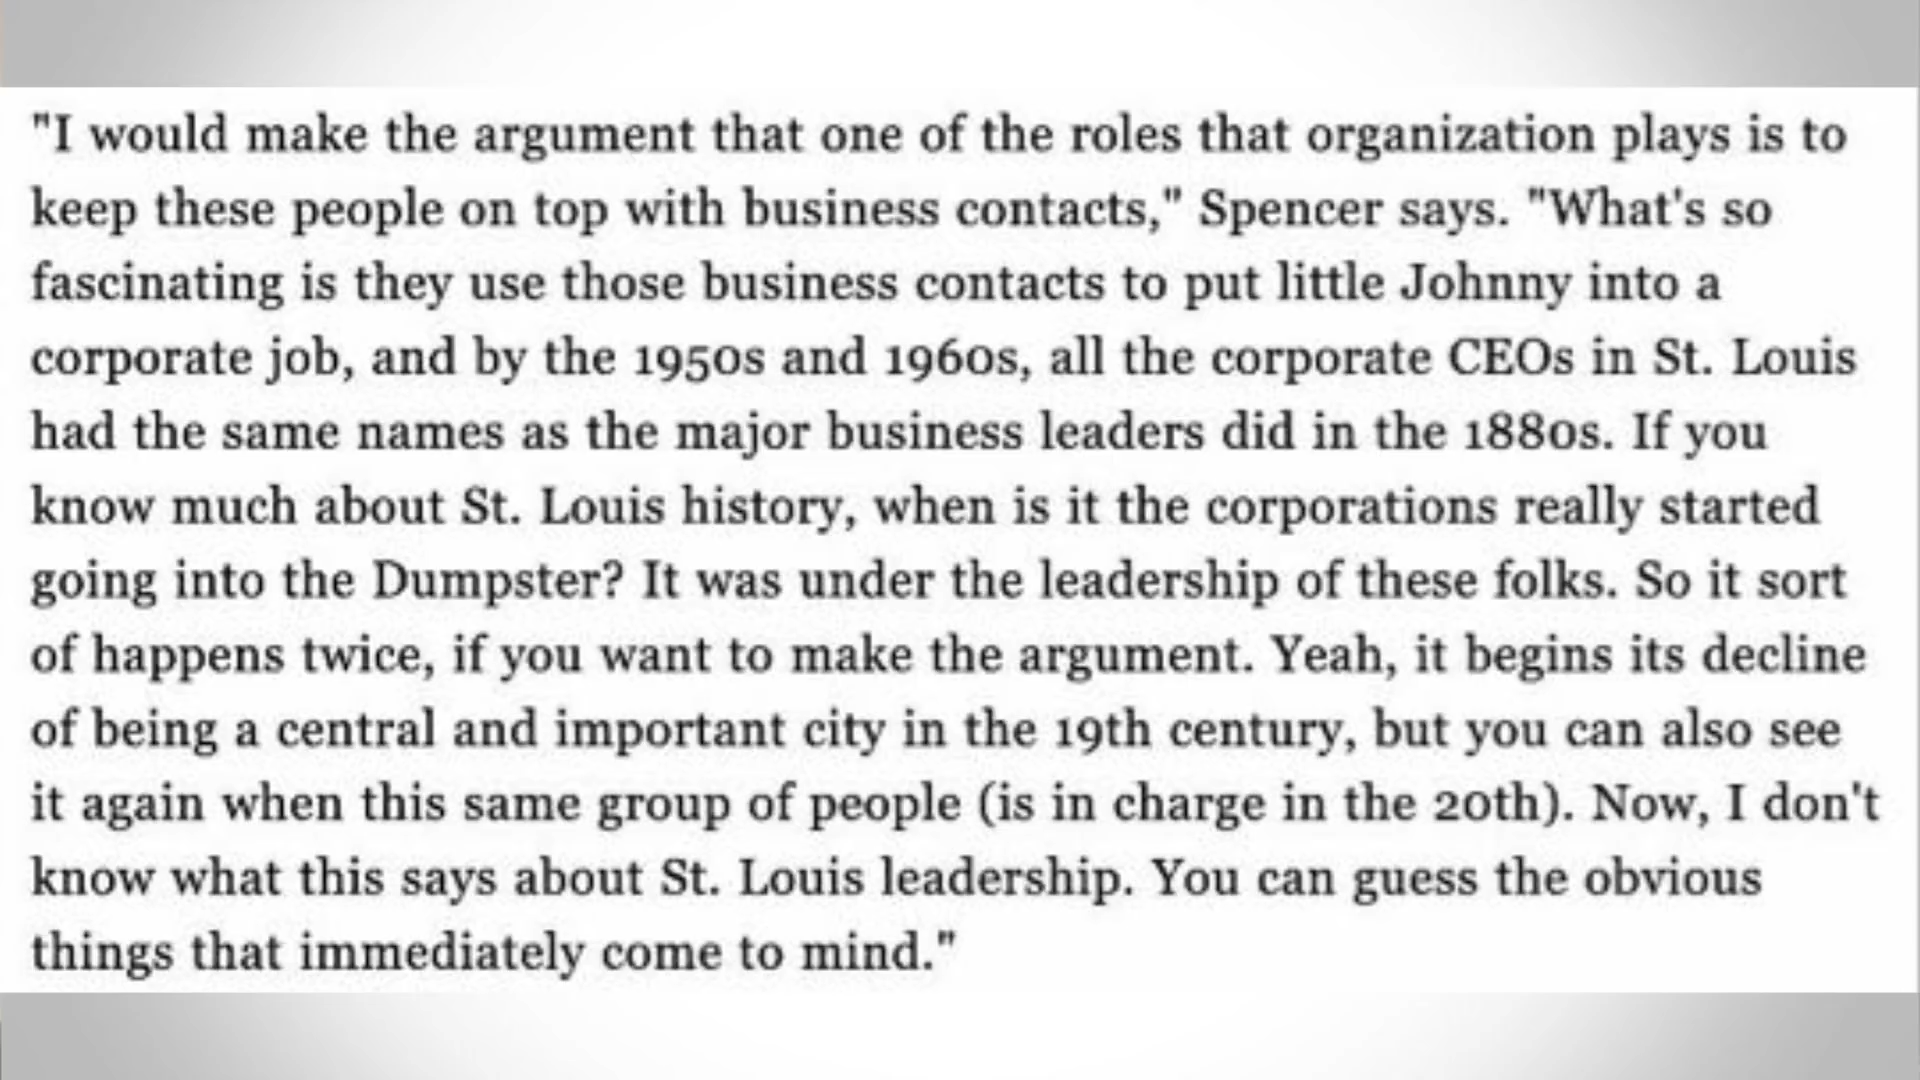 "I would make the argument that one of the roles that organization plays is to
keep these people on top with business contacts," Spencer says. "What's so
fascinating is they use those business contacts to put little Johnny into a
corporate job, and by the 1950s and 1960s, all the corporate CEOs in St. Louis
had the same names as the major business leaders did in the 1880s. If you
know much about St. Louis history, when is it the corporations really started
going into the Dumpster? It was under the leadership of these folks. So it sort
of happens twice, if you want to make the argument. Yeah, it begins its decline
of being a central and important city in the 19th century, but you can also see
it again when this same group of people (is in charge in the 20th). Now, I don't
know what this says about St. Louis leadership. You can guess the obvious
things that immediately come to mind."